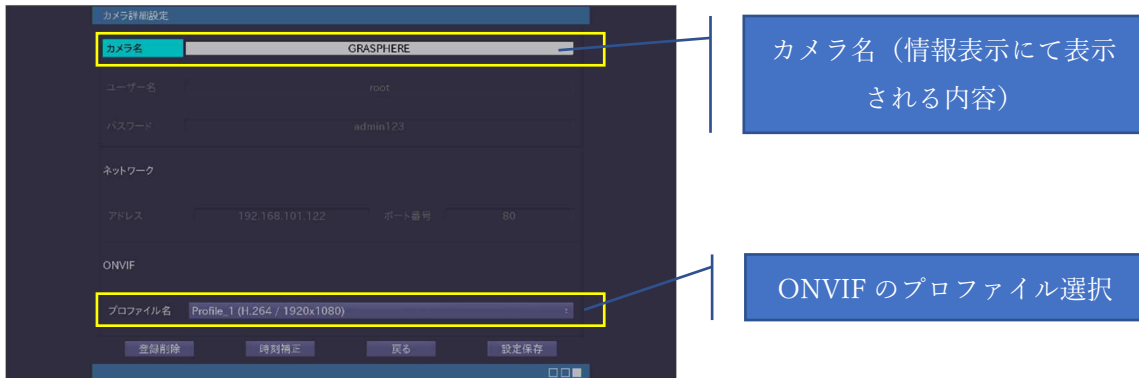 カメラ詳細設定
カメラ名 GRASPHERE
ユーザー名 root
パスワード admin123
ネットワーク
アドレス 192.168.101.122 ポート番号 80
ONVIF
プロファイル名 Profile_1 (H.264 / 1920x1080)
登録削除 時刻補正 戻る 設定保存
カメラ名（情報表示にて表示
される内容）
ONVIF のプロファイル選択